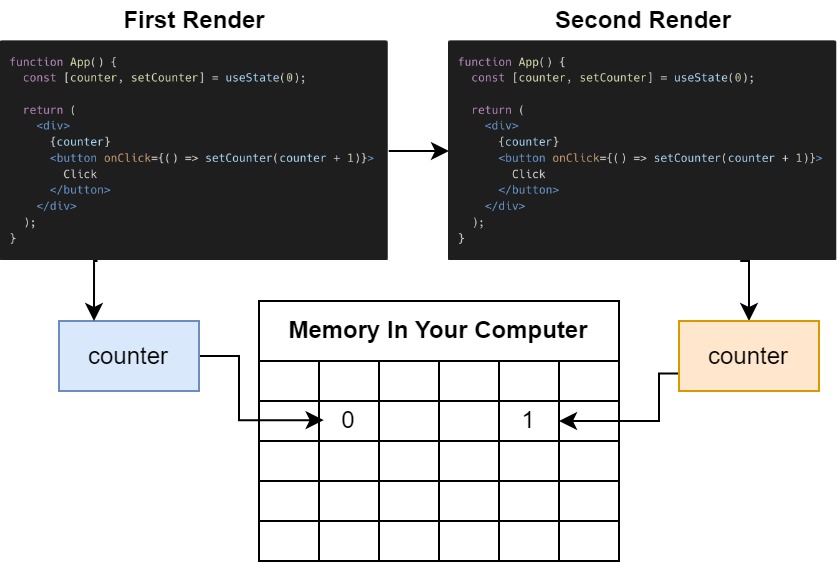 First Render
function App() {
  const [counter, setCounter] = useState(0);
  return (
    <div>
      {counter}
      <button onClick={() => setCounter(counter + 1)}>
        Click
      </button>
    </div>
  );
}
Second Render
function App() {
  const [counter, setCounter] = useState(0);
  return (
    <div>
      {counter}
      <button onClick={() => setCounter(counter + 1)}>
        Click
      </button>
    </div>
  );
}
counter
Memory In Your Computer
0
1
counter